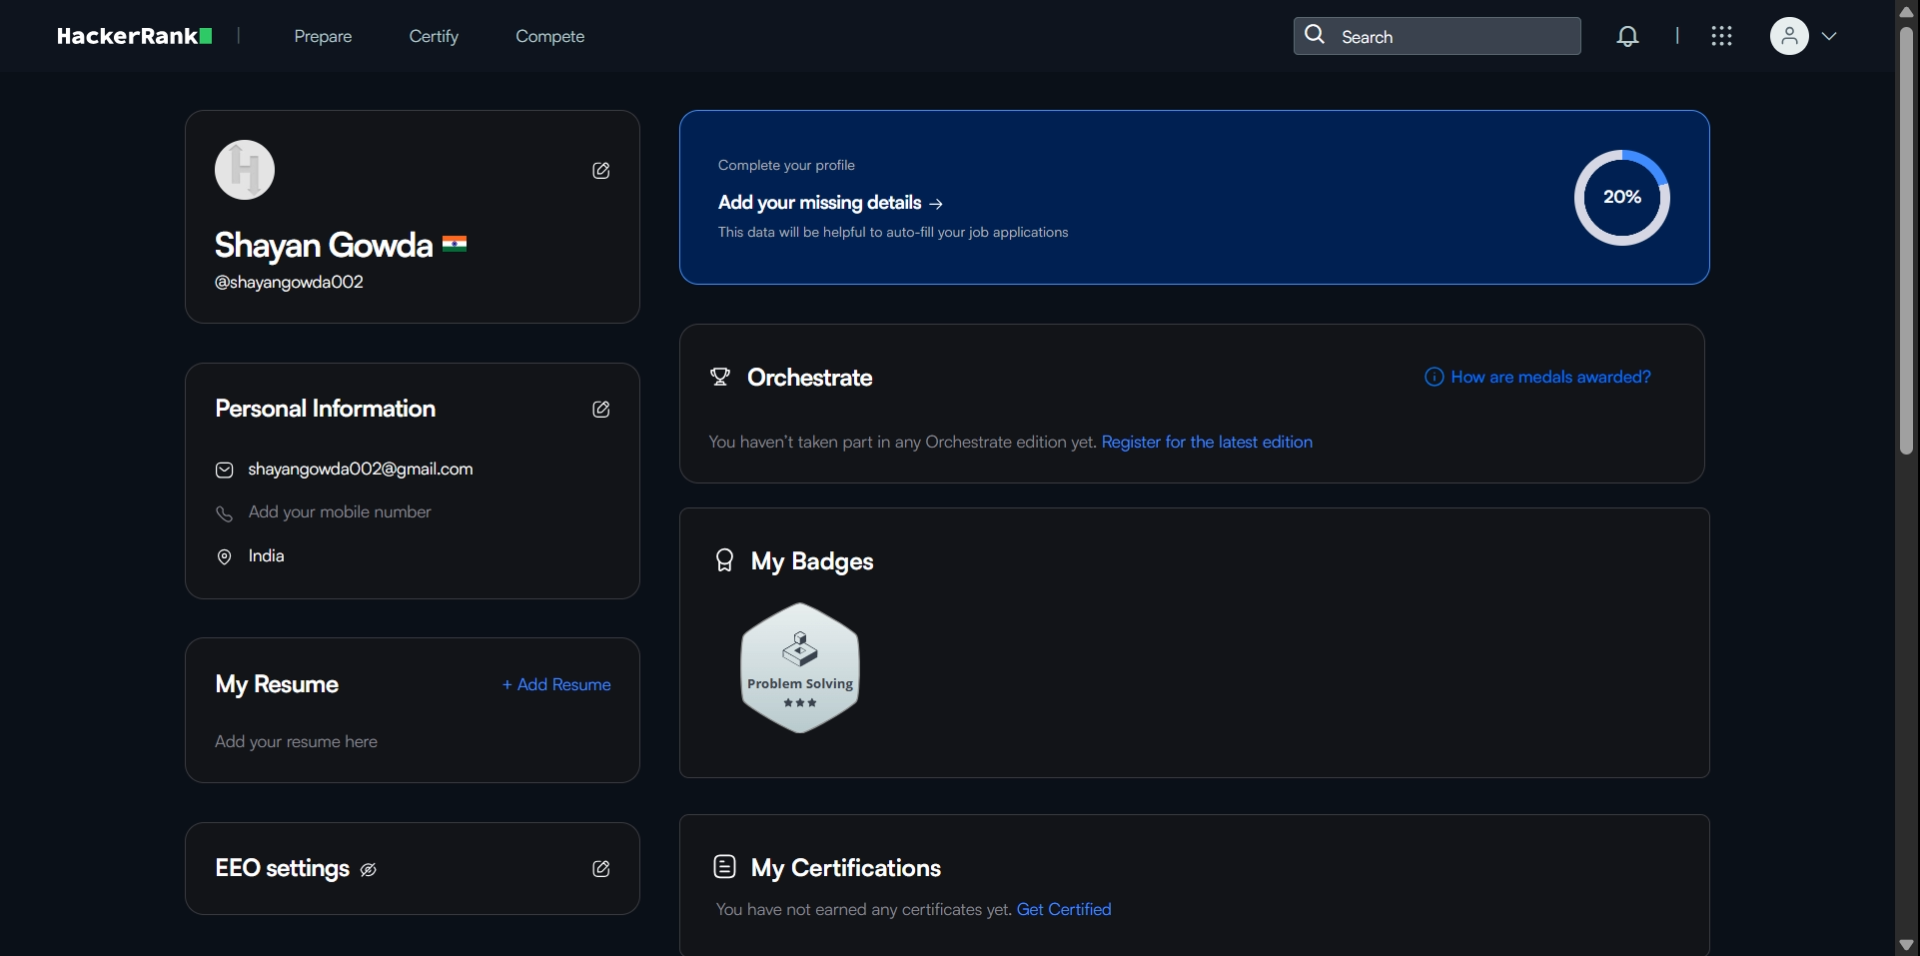 HackerRank
Prepare
Certify
Compete
Search
Shayan Gowda
@shayangowda002
Personal Information
shayangowda002@gmail.com
Add your mobile number
India
My Resume
+ Add Resume
Add your resume here
EEO settings
Complete your profile
Add your missing details →
This data will be helpful to auto-fill your job applications
20%
Orchestrate
How are medals awarded?
You haven't taken part in any Orchestrate edition yet. Register for the latest edition
My Badges
Problem Solving
My Certifications
You have not earned any certificates yet. Get Certified